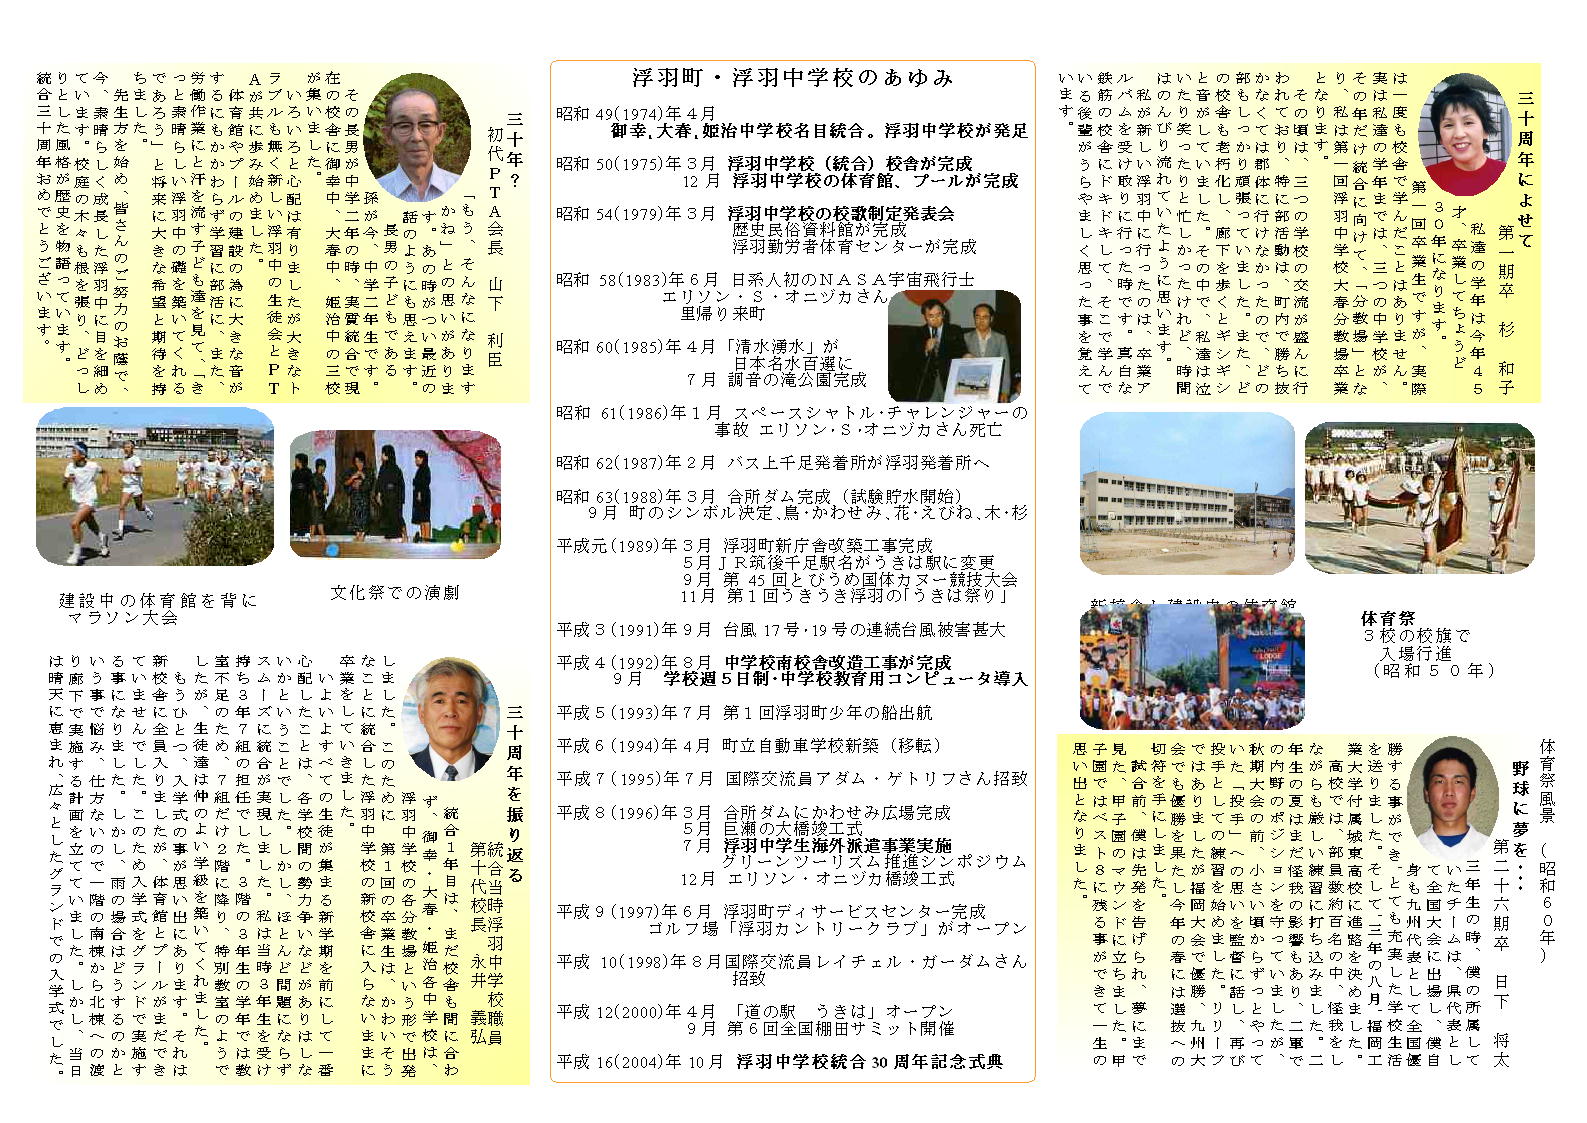 三十周年によせて
第一期卒 杉 和子
私達の学年は今年４５
才、卒業してちょうど
３０年になります。
第一回卒業生ですが、実際
は一度も校舎で学んだことはありません。
実は私達の学年までは、三つの中学校が、
その年だけ統合に向けて、「分教場」とな
り、私は第一回浮羽中学校大春分教場卒業
となります。
その頃は、三つの学校の交流が盛んに行
われており、特に部活動は、町内で勝ち抜
かなくては郡体に行けなかったので、どの
部もしっかり頑張っていました。また、ど
の校舎も老朽化し、廊下を歩くとギシギシ
と音がしていました。その中で、私達は泣
いたり笑ったりと忙しかったけれど、時間
はのんびり流れていたように思います。
私が新しい浮羽中に行ったのは、卒業ア
ルバムを受け取りに行った時です。真白な
鉄筋の校舎にドキドキして、そこで学んで
いる後輩がうらやましく思った事を覚えて
います。
体育祭
３校の校旗で
入場行進
（昭和５０年）
体育祭風景 （昭和６０年）
野球に夢を・・・
第二十六期卒 日下 将太
三年生の時、僕の所属して
いたチームは、県代表とし
て全国大会に出場し、僕自
身も九州代表として全国優
勝する事ができ、とても充実した学校生活
を送りました。そして、三年の八月、福岡工
業大学付属城東高校に進路を決めました。
高校では、部員数約百名の中、怪我をし
ながらも厳しい練習に打ち込みました。二
年生の夏はまだ怪我の影響もあり、二軍で
の内野のポジションを守っていましたが、
秋期大会の前、小さい頃からずっとやって
いた「投手」への思いを監督に話し、再び
投手としての練習を始めました。リリーフ
ではありましたが福岡大会で優勝、九州大
会でも優勝を果たし今年の春には選抜への
切符を手にしました。
試合前、僕は先発を告げられ、夢にまで
見た、甲子園のマウンドに立ちました。甲
子園ではベスト８に残る事ができて一生の
思い出となりました。
浮羽町・浮羽中学校のあゆみ
昭和 49(1974)年４月
御幸,大春,姫治中学校名目統合。浮羽中学校が発足
昭和 50(1975)年３月 浮羽中学校（統合）校舎が完成
12 月 浮羽中学校の体育館、プールが完成
昭和 54(1979)年３月 浮羽中学校の校歌制定発表会
歴史民俗資料館が完成
浮羽勤労者体育センターが完成
昭和 58(1983)年６月 日系人初のＮＡＳＡ宇宙飛行士
エリソン・Ｓ・オニヅカさん
里帰り来町
昭和 60(1985)年４月「清水湧水」が
日本名水百選に
７月 調音の滝公園完成
昭和 61(1986)年１月 スペースシャトル・チャレンジャーの
事故 エリソン・Ｓ・オニヅカさん死亡
昭和 62(1987)年２月 バス上千足発着所が浮羽発着所へ
昭和 63(1988)年３月 合所ダム完成（試験貯水開始）
９月 町のシンボル決定、鳥・かわせみ、花・えびね、木・杉
平成元(1989)年３月 浮羽町新庁舎改築工事完成
５月ＪＲ筑後千足駅名がうきは駅に変更
９月 第 45 回とびうめ国体カヌー競技大会
11月 第１回うきうき浮羽の「うきは祭り」
平成３(1991)年９月 台風 17 号・19 号の連続台風被害甚大
平成４(1992)年８月 中学校南校舎改造工事が完成
９月 学校週５日制・中学校教育用コンピュータ導入
平成５(1993)年７月 第１回浮羽町少年の船出航
平成６(1994)年４月 町立自動車学校新築（移転）
平成７(1995)年７月 国際交流員アダム・ゲトリフさん招致
平成８(1996)年３月 合所ダムにかわせみ広場完成
５月 巨瀬の大橋竣工式
７月 浮羽中学生海外派遣事業実施
グリーンツーリズム推進シンポジウム
12月 エリソン・オニヅカ橋竣工式
平成９(1997)年６月 浮羽町デイサービスセンター完成
ゴルフ場「浮羽カントリークラブ」がオープン
平成 10(1998)年８月国際交流員レイチェル・ガーダムさん
招致
平成 12(2000)年４月 「道の駅 うきは」オープン
９月 第６回全国棚田サミット開催
平成 16(2004)年 10 月 浮羽中学校統合 30 周年記念式典
三十年？
初代ＰＴＡ会長 山下 利臣
「もう、そんなになります
かね」との思いがありま
す。あの時がつい最近の
話のようにも思えます。
長男の子どもである
孫が今、中学二年生です。
その長男が中学二年の時、実質統合で現
在の校舎に御幸中、大春中、姫治中の三校
が集いました。
いろいろと心配は有りましたが大きなト
ラブルも無く新しい浮羽中の生徒会とＰＴ
Ａが共に歩み始めました。
体育館やプールの建設の為に大きな音が
するにもかかわらず学習に部活に、また、
労働作業にと汗を流す子ども達を見て、「き
っと素晴らしい浮羽中の礎を築いてくれる
であろう」と将来に大きな希望と期待を持
ちました。
先生方を始め、皆さんのご努力のお蔭で、
今、素晴らしく成長した浮羽中に目を細め
ています。校庭の木々も根を張り、どっし
りとした風格が歴史を物語っています。
統合三十周年おめでとうございます。
建設中の体育館を背に
マラソン大会
文化祭での演劇
三十周年を振り返る
統合当時浮羽中学校職員
第十代校長 永井 義弘
統合１年目は、まだ校舎も間に合わ
ず、御幸・大春・姫治各中学校は、
浮羽中学校の各分教場という形で出発
しました。このために、第１回の卒業生は、かわいそう
なことに統合した浮羽中学校の新校舎に入らないままに
卒業をしていきました。
いよいよすべての生徒が集まる新学期を前にして一番
心配したことは、各学校間の勢力争いなどがありはしな
いかということでした。しかし、ほとんど問題にならず
スムーズに統合が実現しました。私は当時３年生を受け
持ち３年７組の担任でした。３階の３年生の学年では教
室不足のため、７組だけ２階に降り、特別教室のようで
したが、生徒達は仲のよい学級を築いてくれました。
もうひとつ、入学式の事が思い出にあります。それは
新校舎に全員入りましたが、体育館とプールがまだでき
ていませんでした。このため入学式をグランドで実施す
る事になりました。しかし、雨の場合はどうするのかと
いう事で悩み、仕方ないので一階の南棟から北棟への渡
り廊下で実施する計画を立てていました。しかし、当日
は晴天に恵まれ、広々としたグランドでの入学式でした。